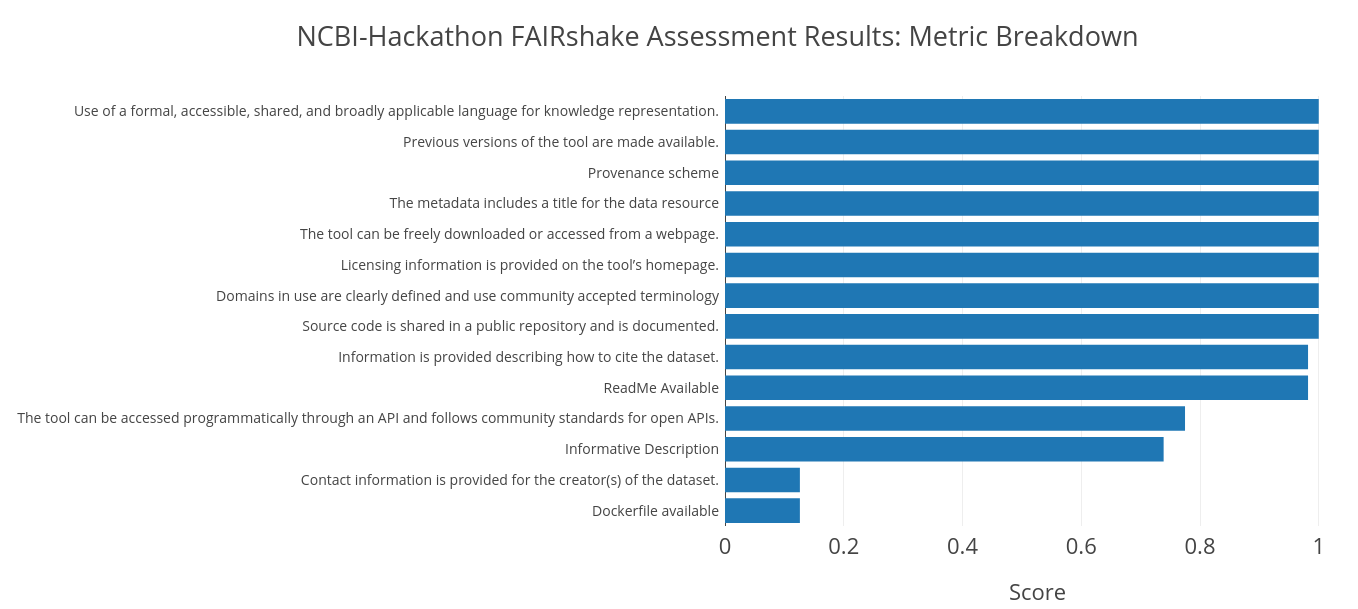 NCBI-Hackathon FAIRshake Assessment Results: Metric Breakdown
Use of a formal, accessible, shared, and broadly applicable language for knowledge representation.
Previous versions of the tool are made available.
Provenance scheme
The metadata includes a title for the data resource
The tool can be freely downloaded or accessed from a webpage.
Licensing information is provided on the tool’s homepage.
Domains in use are clearly defined and use community accepted terminology
Source code is shared in a public repository and is documented.
Information is provided describing how to cite the dataset.
ReadMe Available
The tool can be accessed programmatically through an API and follows community standards for open APIs.
Informative Description
Contact information is provided for the creator(s) of the dataset.
Dockerfile available
0 0.2 0.4 0.6 0.8 1
Score